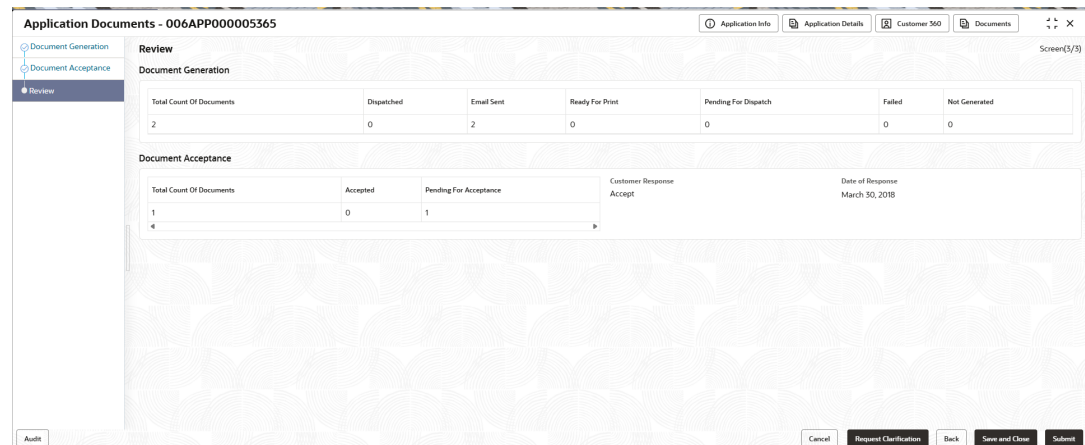 Application Documents - 006APP000005365
Application Info
Application Details
Customer 360
Documents
Document Generation
Document Acceptance
Review
Review
Screen(3/3)
Document Generation
Total Count Of Documents Dispatched Email Sent Ready For Print Pending For Dispatch Failed Not Generated
2 0 2 0 0 0 0
Document Acceptance
Total Count Of Documents Accepted Pending For Acceptance
1 0 1
Customer Response
Accept
Date of Response
March 30, 2018
Audit
Cancel
Request Clarification
Back
Save and Close
Submit